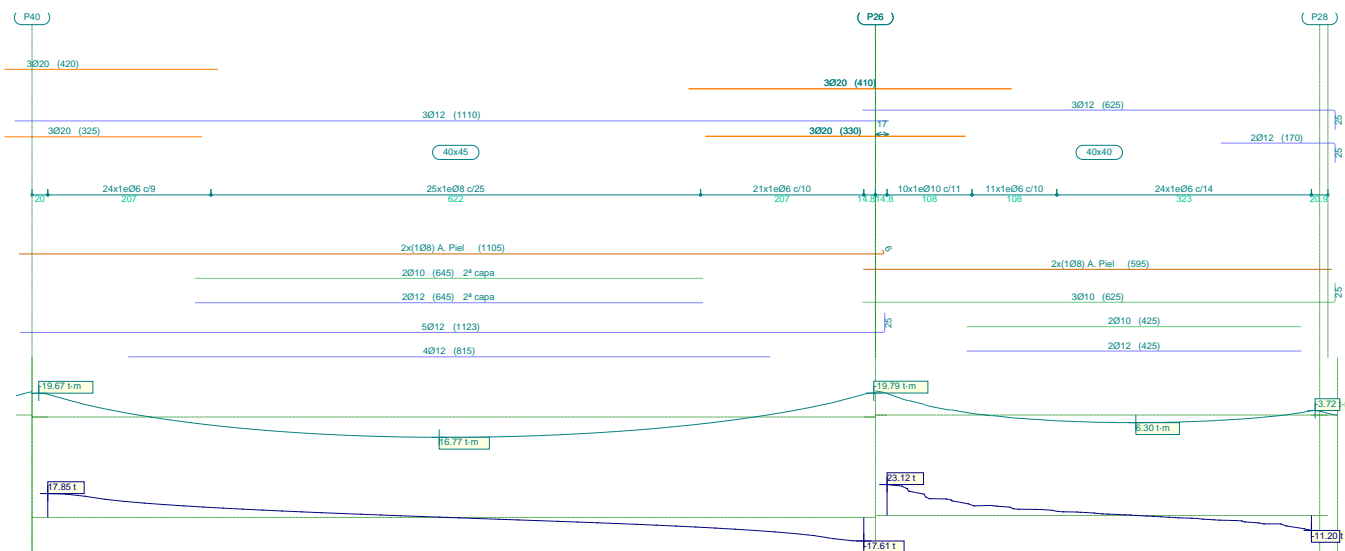 P40 P26 P28
3Ø20 (420)
3Ø20 (410)
3Ø12 (1110) 3Ø12 (625) 25
3Ø20 (325) 3Ø20 (330) 17 2Ø12 (170) 25
40x45 40x40
24x1eØ6 c/9 25x1eØ8 c/25 21x1eØ6 c/10 10x1eØ10 c/11 11x1eØ6 c/10 24x1eØ6 c/14
20 207 622 207 14.8 14.8 108 108 323 20.9
2x(1Ø8) A. Piel (1105) 6
2x(1Ø8) A. Piel (595)
2Ø10 (645) 2ª capa
2Ø12 (645) 2ª capa 3Ø10 (625) 25
5Ø12 (1123) 25 2Ø10 (425)
4Ø12 (815) 2Ø12 (425)
-19.67 t·m -19.79 t·m -3.72 t·
16.77 t·m 6.30 t·m
17.85 t 23.12 t
-17.61 t -11.20 t